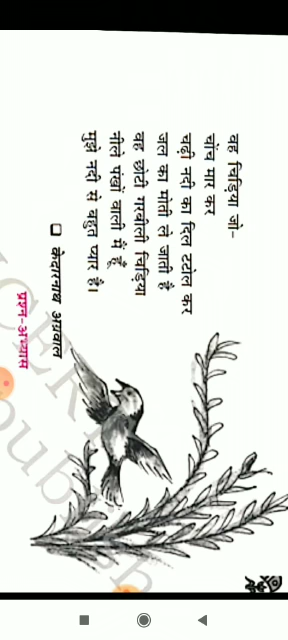 वह चिड़िया जो-
चोंच मार कर
चढ़ी नदी का दिल टटोल कर
जल का मोती ले जाती है
वह छोटी गरबीली चिड़िया
नीले पंखों वाली मैं हूँ
मुझे नदी से बहुत प्यार है।
□ केदारनाथ अग्रवाल
प्रश्न-अभ्यास